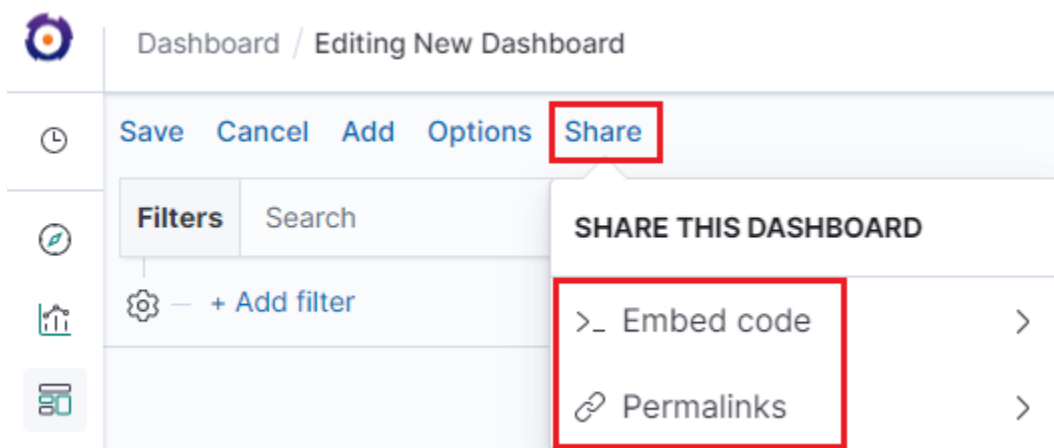 Dashboard / Editing New Dashboard
Save Cancel Add Options Share
Filters Search
SHARE THIS DASHBOARD
+ Add filter
>_ Embed code
Permalinks